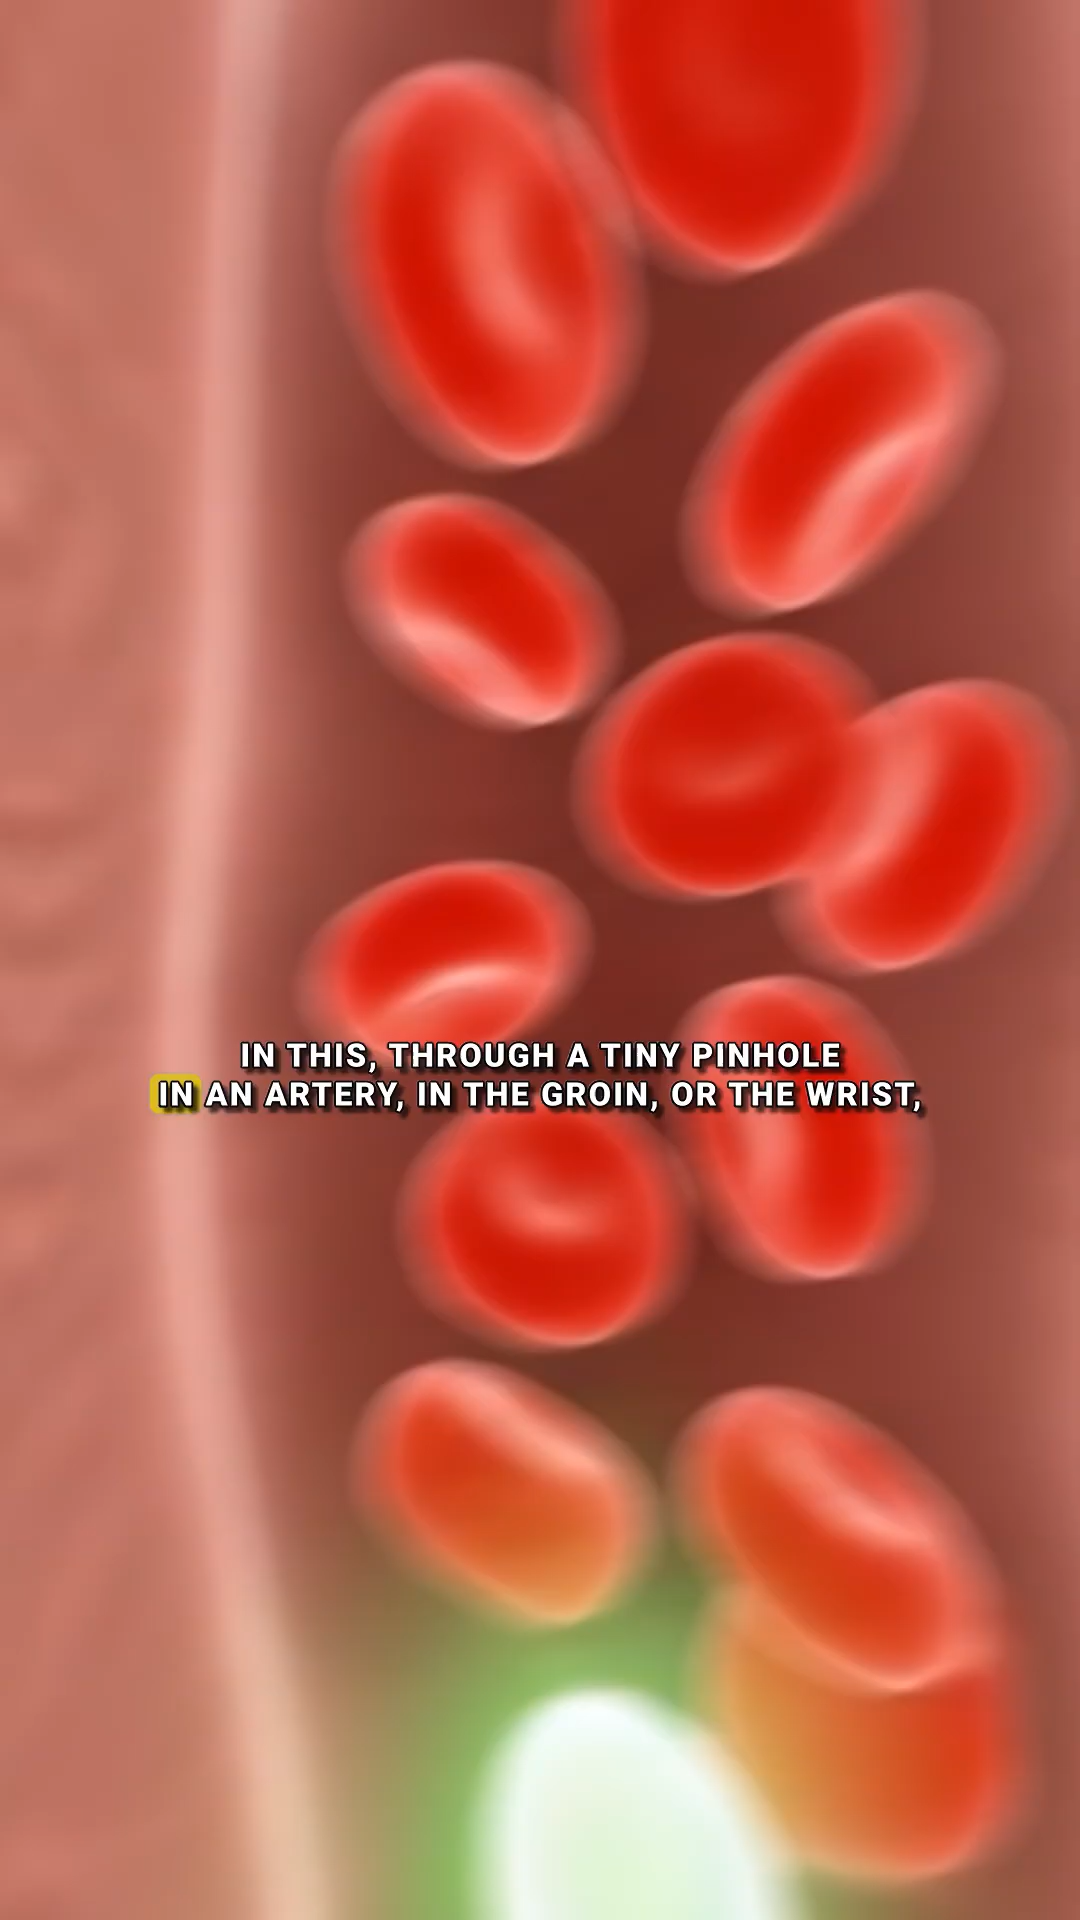 IN THIS, THROUGH A TINY PINHOLE
IN AN ARTERY, IN THE GROIN, OR THE WRIST,